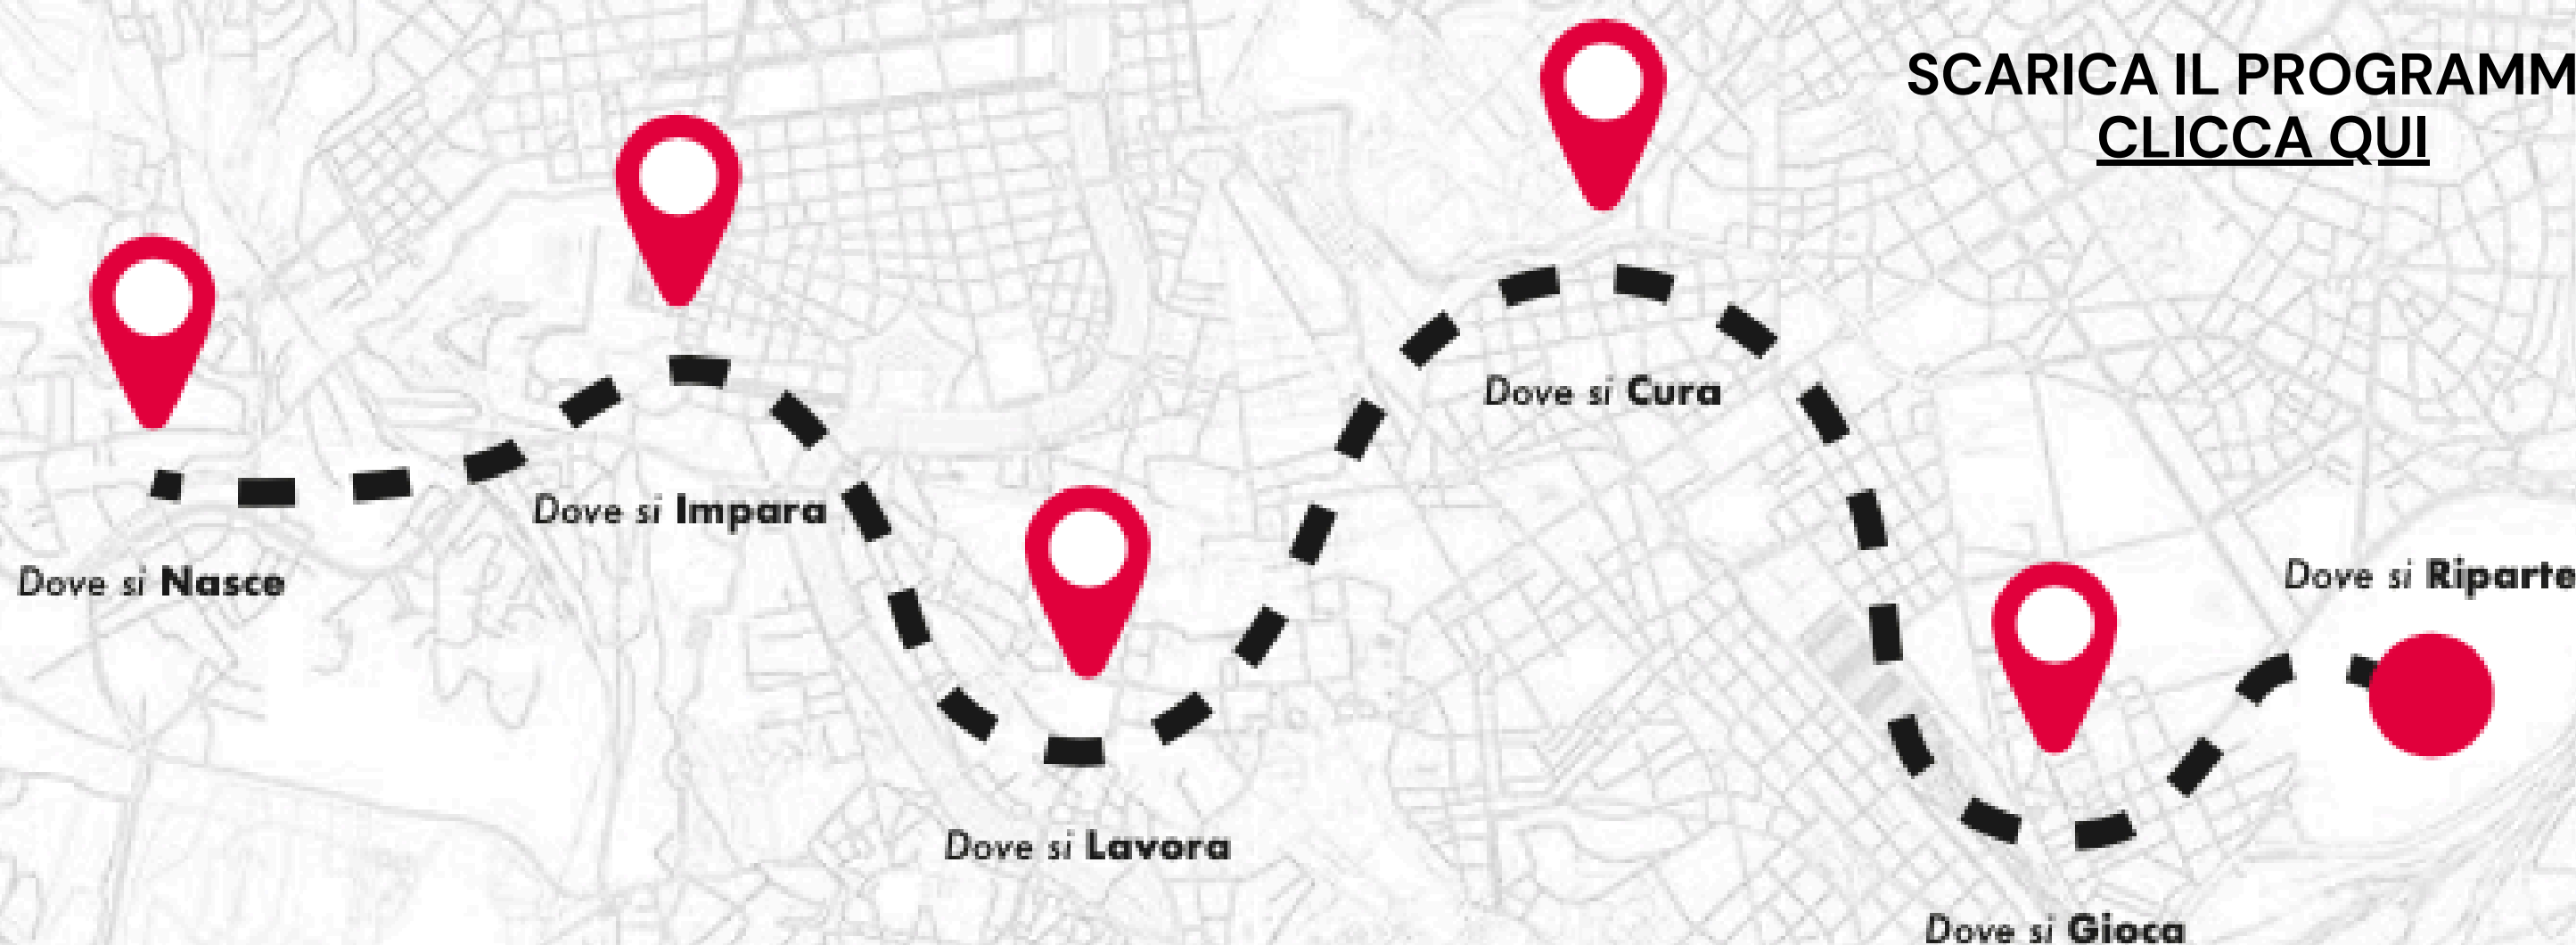 SCARICA IL PROGRAMM
CLICCA QUI
Dove si Nasce
Dove si Impara
Dove si Lavora
Dove si Cura
Dove si Gioca
Dove si Riparte